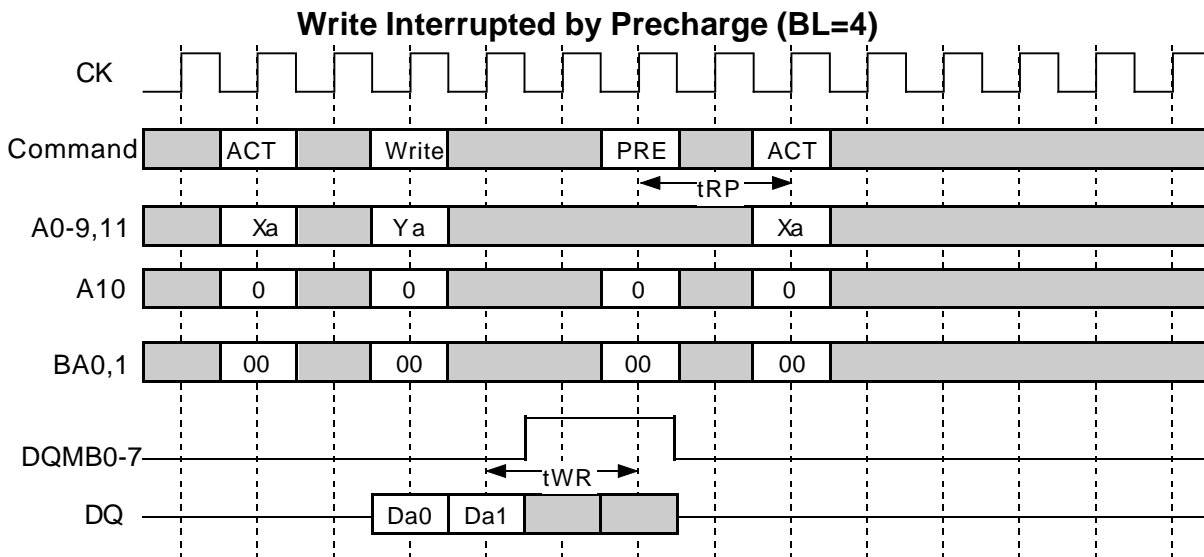 Write Interrupted by Precharge (BL=4)
CK
Command ACT Write PRE ACT
tRP
A0-9,11 Xa Ya Xa
A10 0 0 0 0
BA0,1 00 00 00 00
DQMB0-7
tWR
DQ Da0 Da1